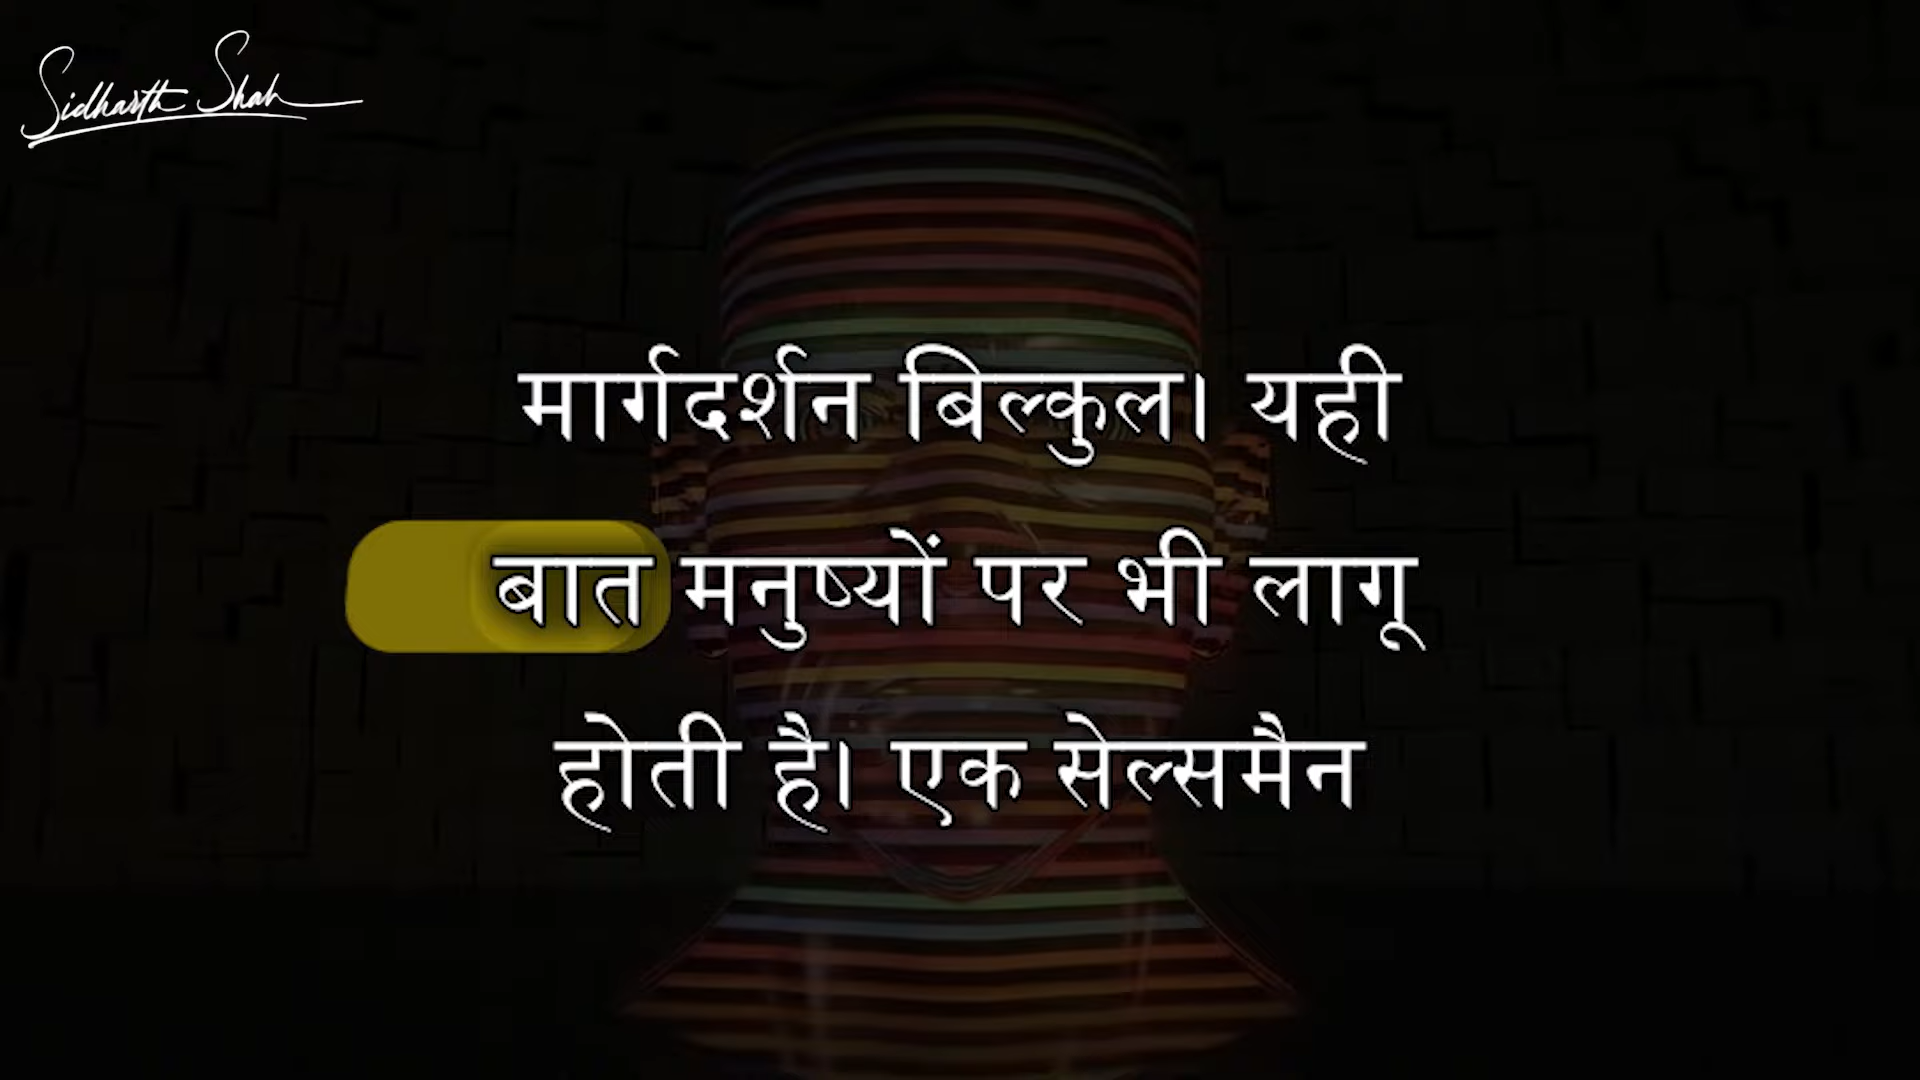 Sidharth Shah
मार्गदर्शन बिल्कुल। यही
बात मनुष्यों पर भी लागू
होती है। एक सेल्समैन